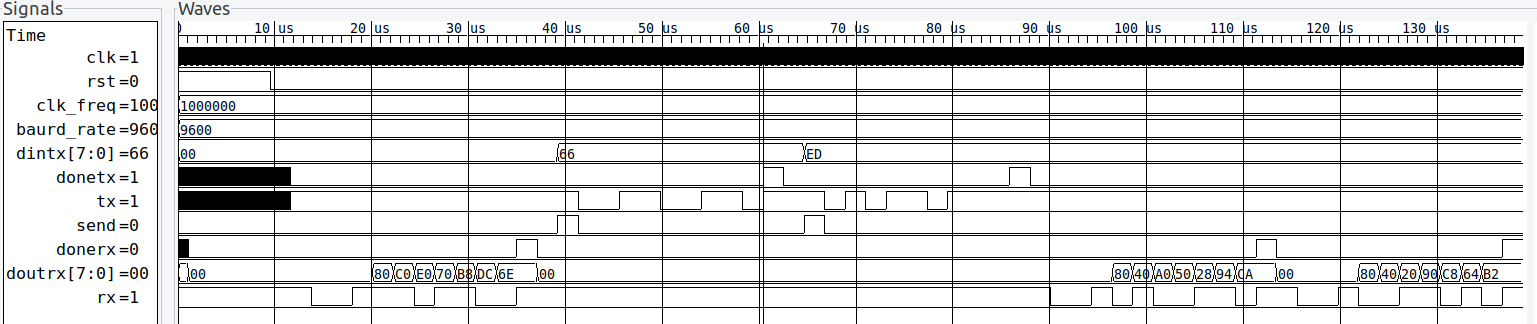 Signals Waves
Time 0 10 us 20 us 30 us 40 us 50 us 60 us 70 us 80 us 90 us 100 us 110 us 120 us 130 us
clk=1
rst=0
clk_freq=100 1000000
baurd_rate=960 9600
dintx[7:0]=66 00 66 ED
donetx=1
tx=1
send=0
donerx=0
doutrx[7:0]=00 00 80 C0 E0 70 B8 DC 6E 00 80 40 A0 50 28 94 CA 00 80 40 20 90 C8 64 B2
rx=1